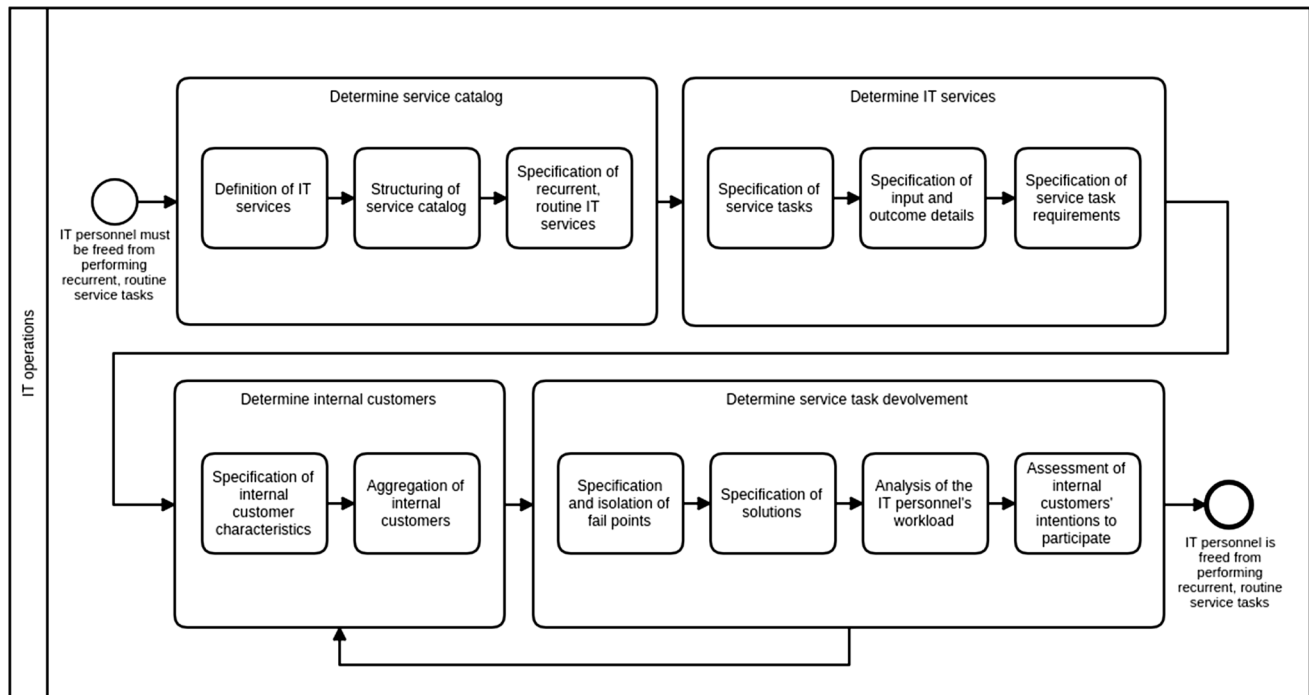 IT operations
Determine service catalog
Definition of IT
services
Structuring of
service catalog
Specification of
recurrent,
routine IT
services
Determine IT services
Specification of
service tasks
Specification of
input and
outcome details
Specification of
service task
requirements
IT personnel must
be freed from
performing
recurrent, routine
service tasks
Determine internal customers
Specification of
internal
customer
characteristics
Aggregation of
internal
customers
Determine service task devolvement
Specification
and isolation of
fail points
Specification of
solutions
Analysis of the
IT personnel's
workload
Assessment of
internal
customers'
intentions to
participate
IT personnel is
freed from
performing
recurrent, routine
service tasks